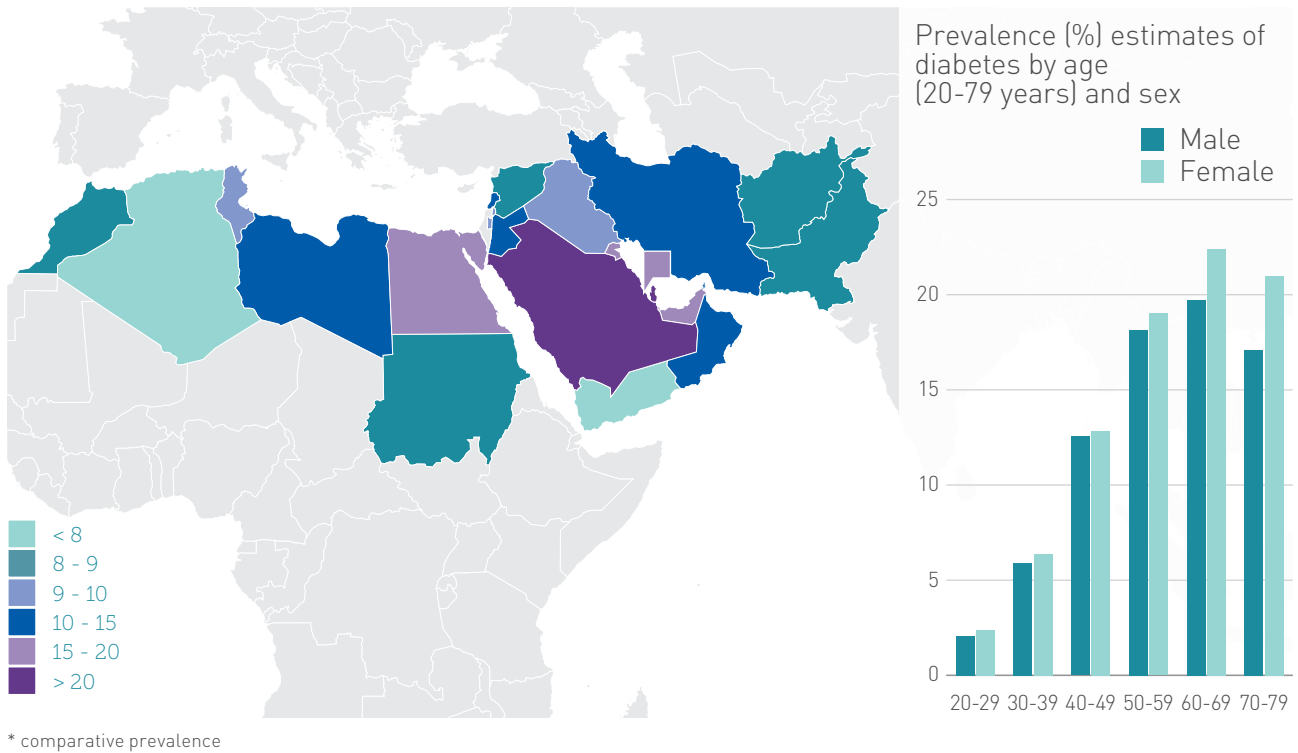 Prevalence (%) estimates of
diabetes by age
(20-79 years) and sex
Male
Female
25
20
15
10
5
0
20-29 30-39 40-49 50-59 60-69 70-79
< 8
8 - 9
9 - 10
10 - 15
15 - 20
> 20
* comparative prevalence